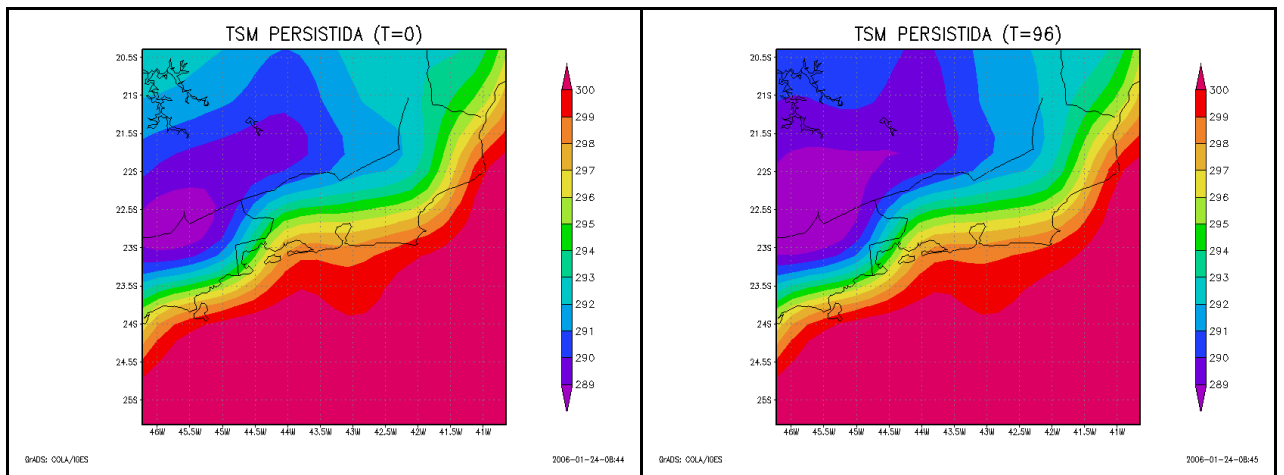 TSM PERSISTIDA (T=0)
20.5S
21S
21.5S
22S
22.5S
23S
23.5S
24S
24.5S
25S
46W 45.5W 45W 44.5W 44W 43.5W 43W 42.5W 42W 41.5W 41W
300
299
298
297
296
295
294
293
292
291
290
289
GrADS: COLA/IGES
2006-01-24-08:44
TSM PERSISTIDA (T=96)
20.5S
21S
21.5S
22S
22.5S
23S
23.5S
24S
24.5S
25S
46W 45.5W 45W 44.5W 44W 43.5W 43W 42.5W 42W 41.5W 41W
300
299
298
297
296
295
294
293
292
291
290
289
GrADS: COLA/IGES
2006-01-24-08:45